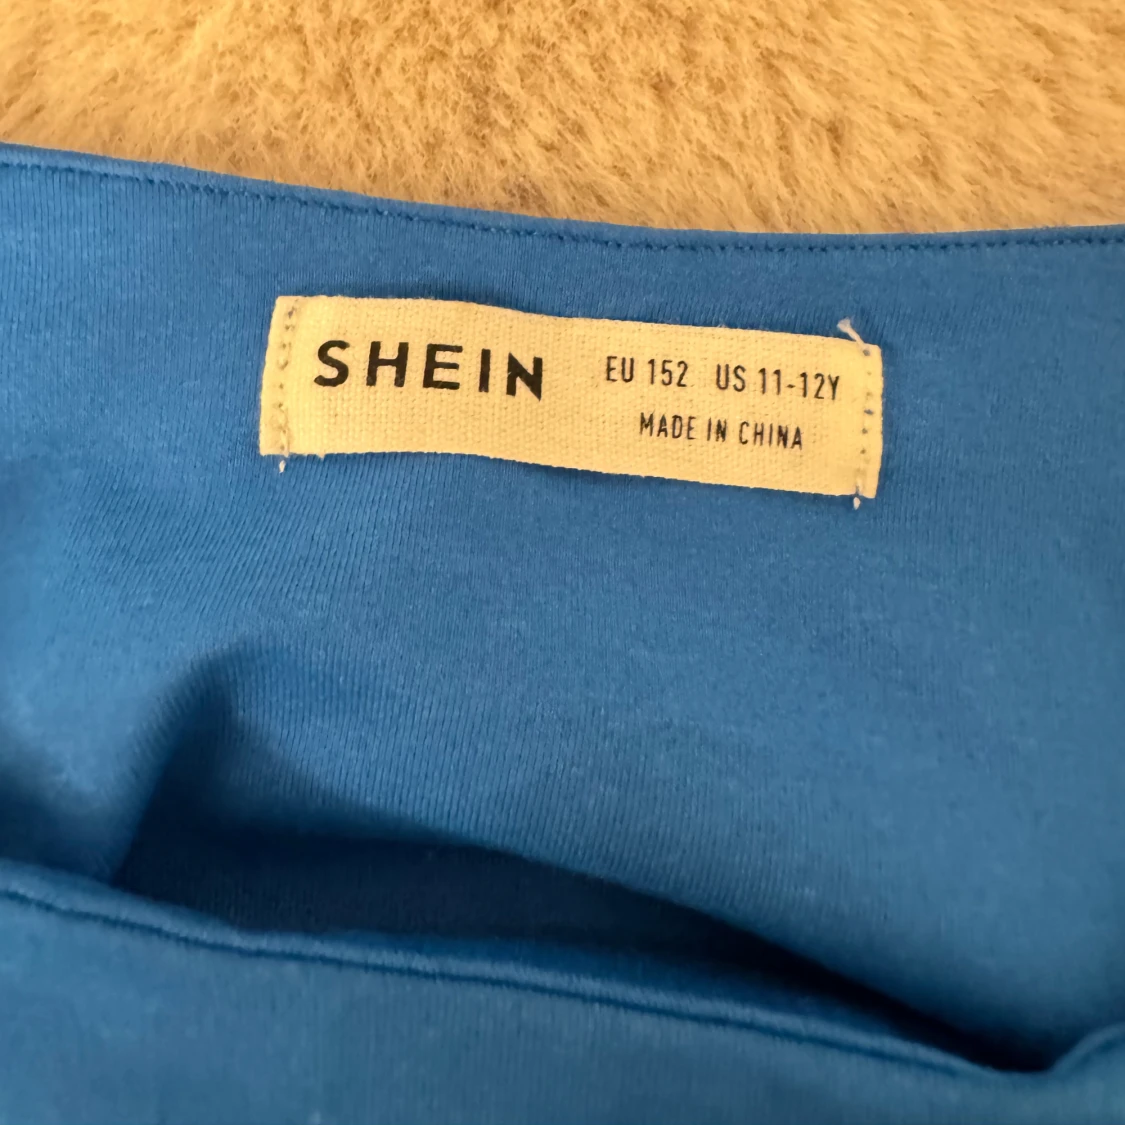 SHEIN EU 152 US 11-12Y
MADE IN CHINA